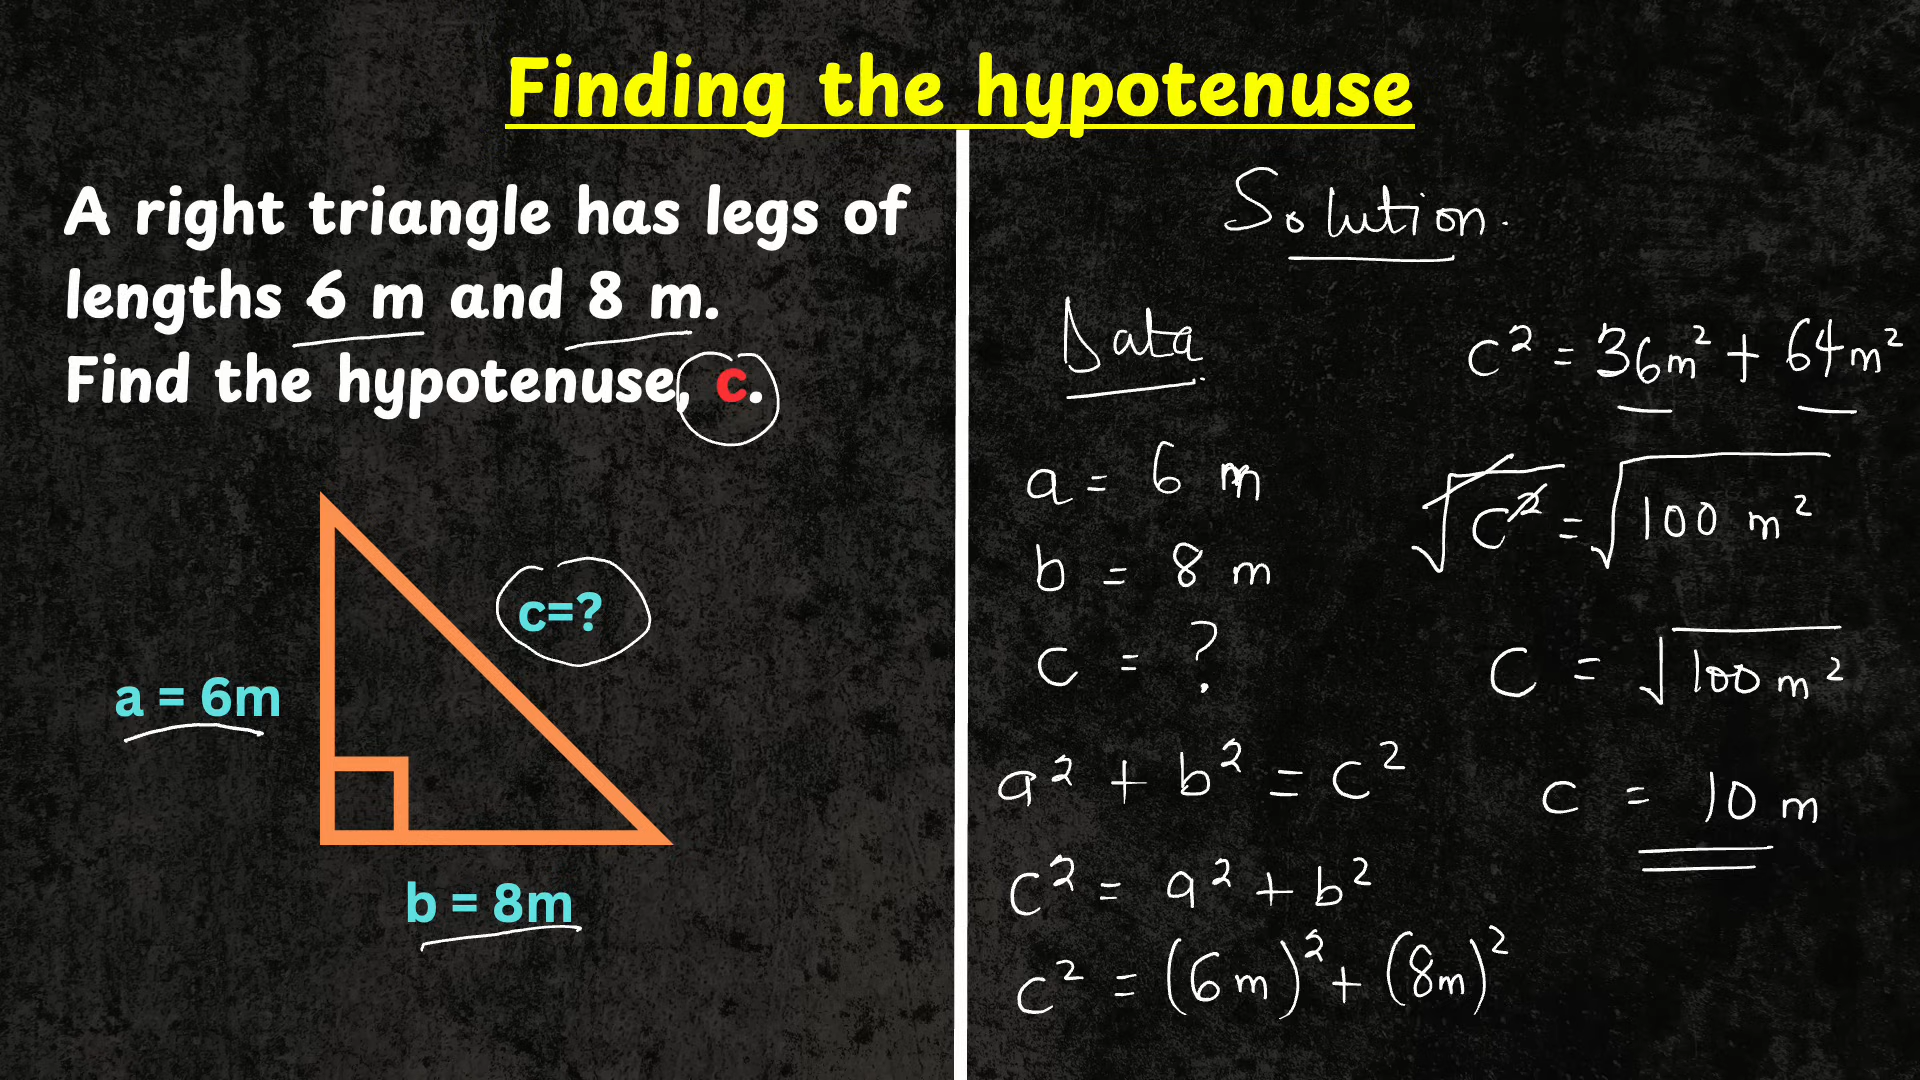 Finding the hypotenuse
A right triangle has legs of
lengths 6 m and 8 m.
Find the hypotenuse, c.
c=?
a = 6m
b = 8m
Solution.
Data
a = 6 m
b = 8 m
c = ?
a² + b² = c²
c² = a² + b²
c² = (6m)² + (8m)²
c² = 36m² + 64m²
√c² = √100 m²
c = √100 m²
c = 10 m